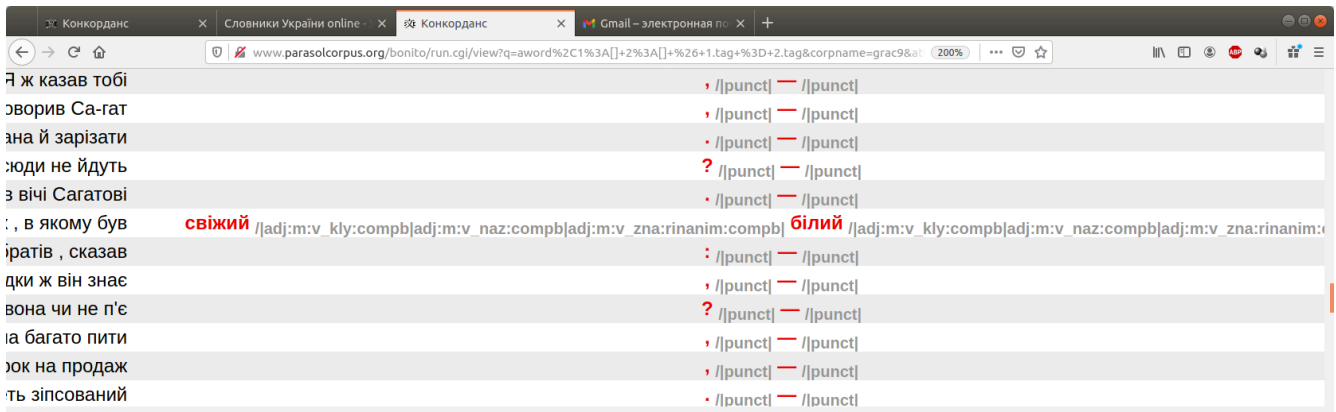 Конкорданс × Словники України online - × Конкорданс × Gmail – электронная по × +
www.parasolcorpus.org/bonito/run.cgi/view?q=aword%2C1%3A[]+2%3A[]+%26+1.tag+%3D+2.tag&corpname=grac9&at 200% ABP
Я ж казав тобі , /|punct| — /|punct|
оворив Са-гат , /|punct| — /|punct|
ана й зарізати . /|punct| — /|punct|
сюди не йдуть ? /|punct| — /|punct|
в вічі Сагатові . /|punct| — /|punct|
, в якому був свіжий /|adj:m:v_kly:compb|adj:m:v_naz:compb|adj:m:v_zna:rinanim:compb| білий /|adj:m:v_kly:compb|adj:m:v_naz:compb|adj:m:v_zna:rinanim:
братів , сказав : /|punct| — /|punct|
дки ж він знає , /|punct| — /|punct|
вона чи не п'є ? /|punct| — /|punct|
ла багато пити , /|punct| — /|punct|
рок на продаж , /|punct| — /|punct|
ть зіпсований . /|punct| — /|punct|